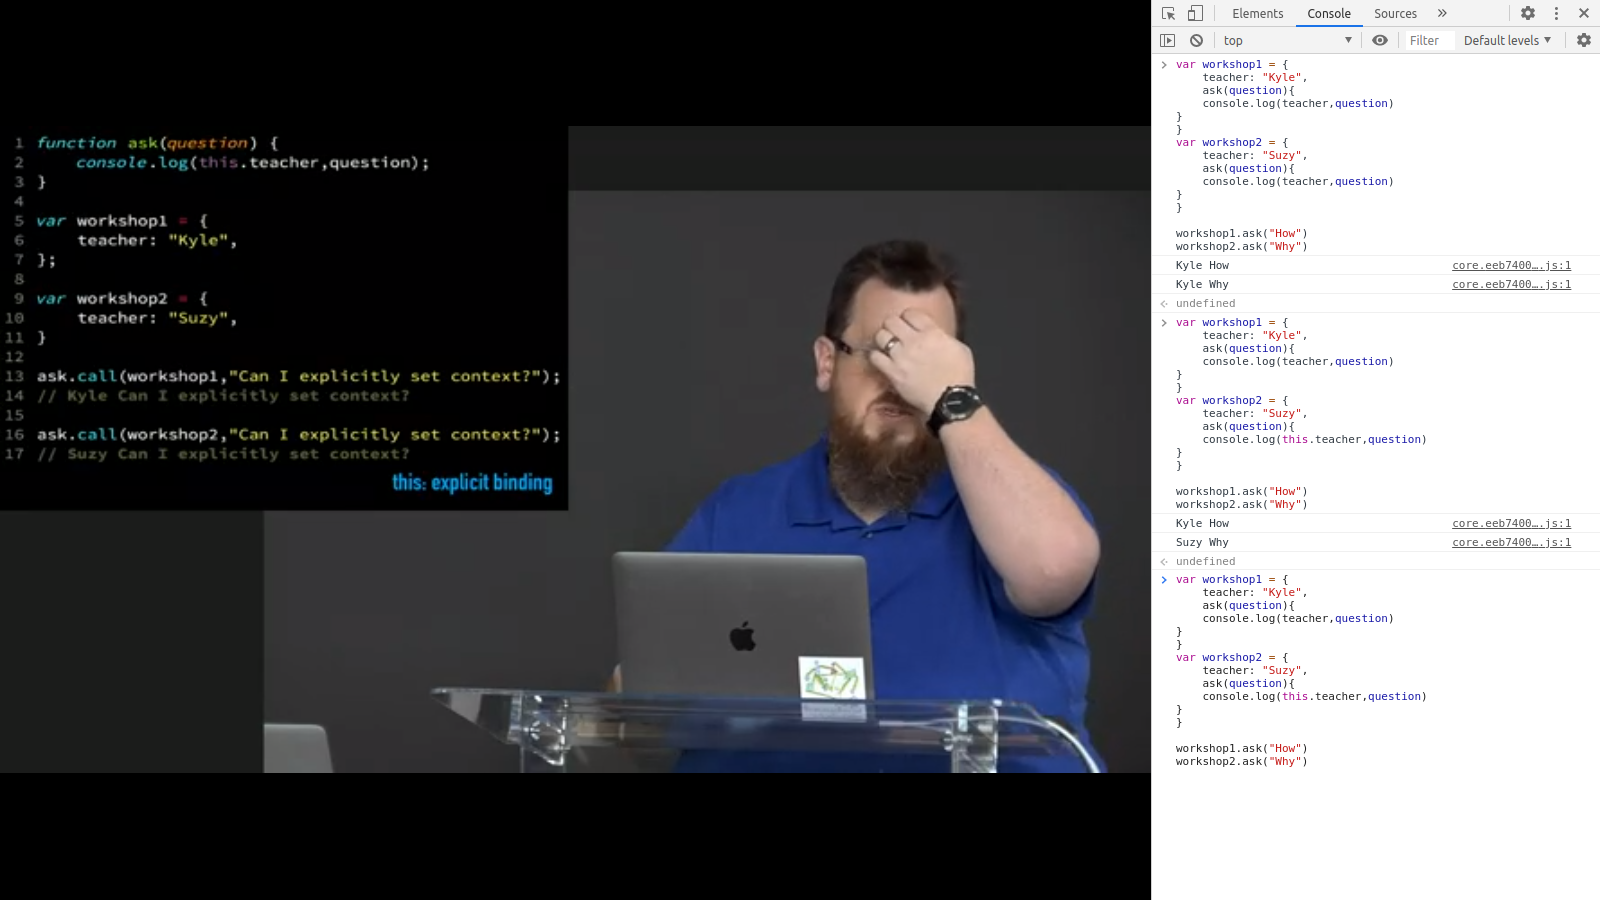 1 function ask(question) {
2 console.log(this.teacher,question);
3 }
4
5 var workshop1 = {
6 teacher: "Kyle",
7 };
8
9 var workshop2 = {
10 teacher: "Suzy",
11 }
12
13 ask.call(workshop1,"Can I explicitly set context?");
14 // Kyle Can I explicitly set context?
15
16 ask.call(workshop2,"Can I explicitly set context?");
17 // Suzy Can I explicitly set context?
this: explicit binding
Elements Console Sources »
top Filter Default levels
var workshop1 = {
teacher: "Kyle",
ask(question){
console.log(teacher,question)
}
}
var workshop2 = {
teacher: "Suzy",
ask(question){
console.log(teacher,question)
}
}
workshop1.ask("How")
workshop2.ask("Why")
Kyle How core.eeb7400….js:1
Kyle Why core.eeb7400….js:1
undefined
var workshop1 = {
teacher: "Kyle",
ask(question){
console.log(teacher,question)
}
}
var workshop2 = {
teacher: "Suzy",
ask(question){
console.log(this.teacher,question)
}
}
workshop1.ask("How")
workshop2.ask("Why")
Kyle How core.eeb7400….js:1
Suzy Why core.eeb7400….js:1
undefined
var workshop1 = {
teacher: "Kyle",
ask(question){
console.log(teacher,question)
}
}
var workshop2 = {
teacher: "Suzy",
ask(question){
console.log(this.teacher,question)
}
}
workshop1.ask("How")
workshop2.ask("Why")